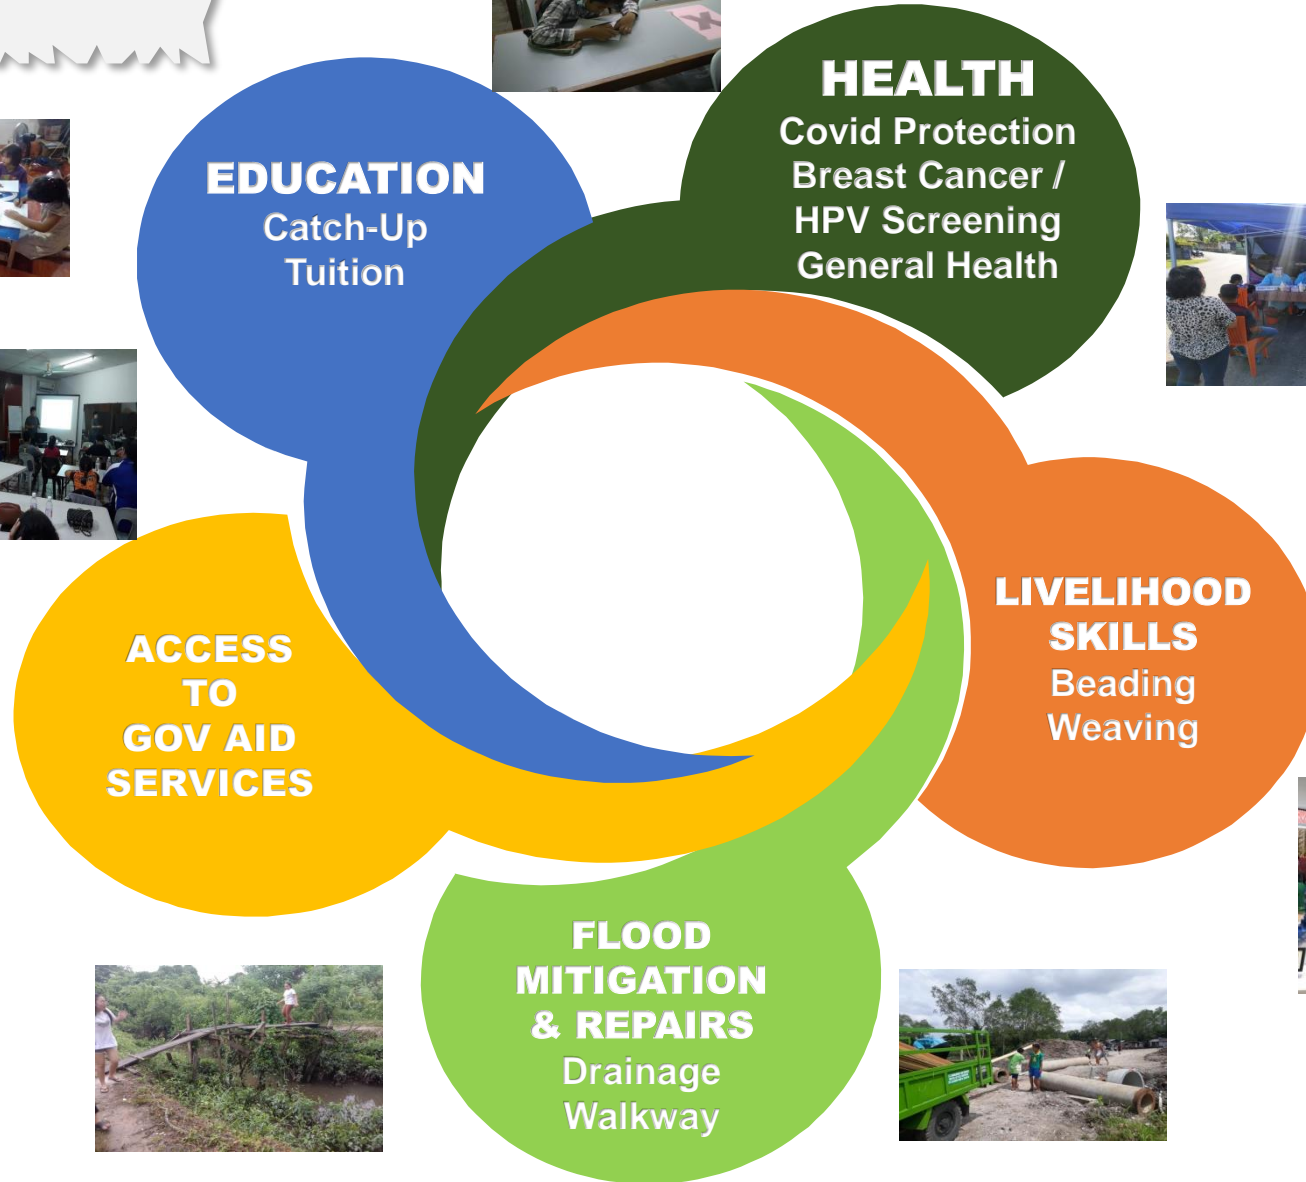 EDUCATION
Catch-Up
Tuition
HEALTH
Covid Protection
Breast Cancer /
HPV Screening
General Health
LIVELIHOOD
SKILLS
Beading
Weaving
FLOOD
MITIGATION
& REPAIRS
Drainage
Walkway
ACCESS
TO
GOV AID
SERVICES